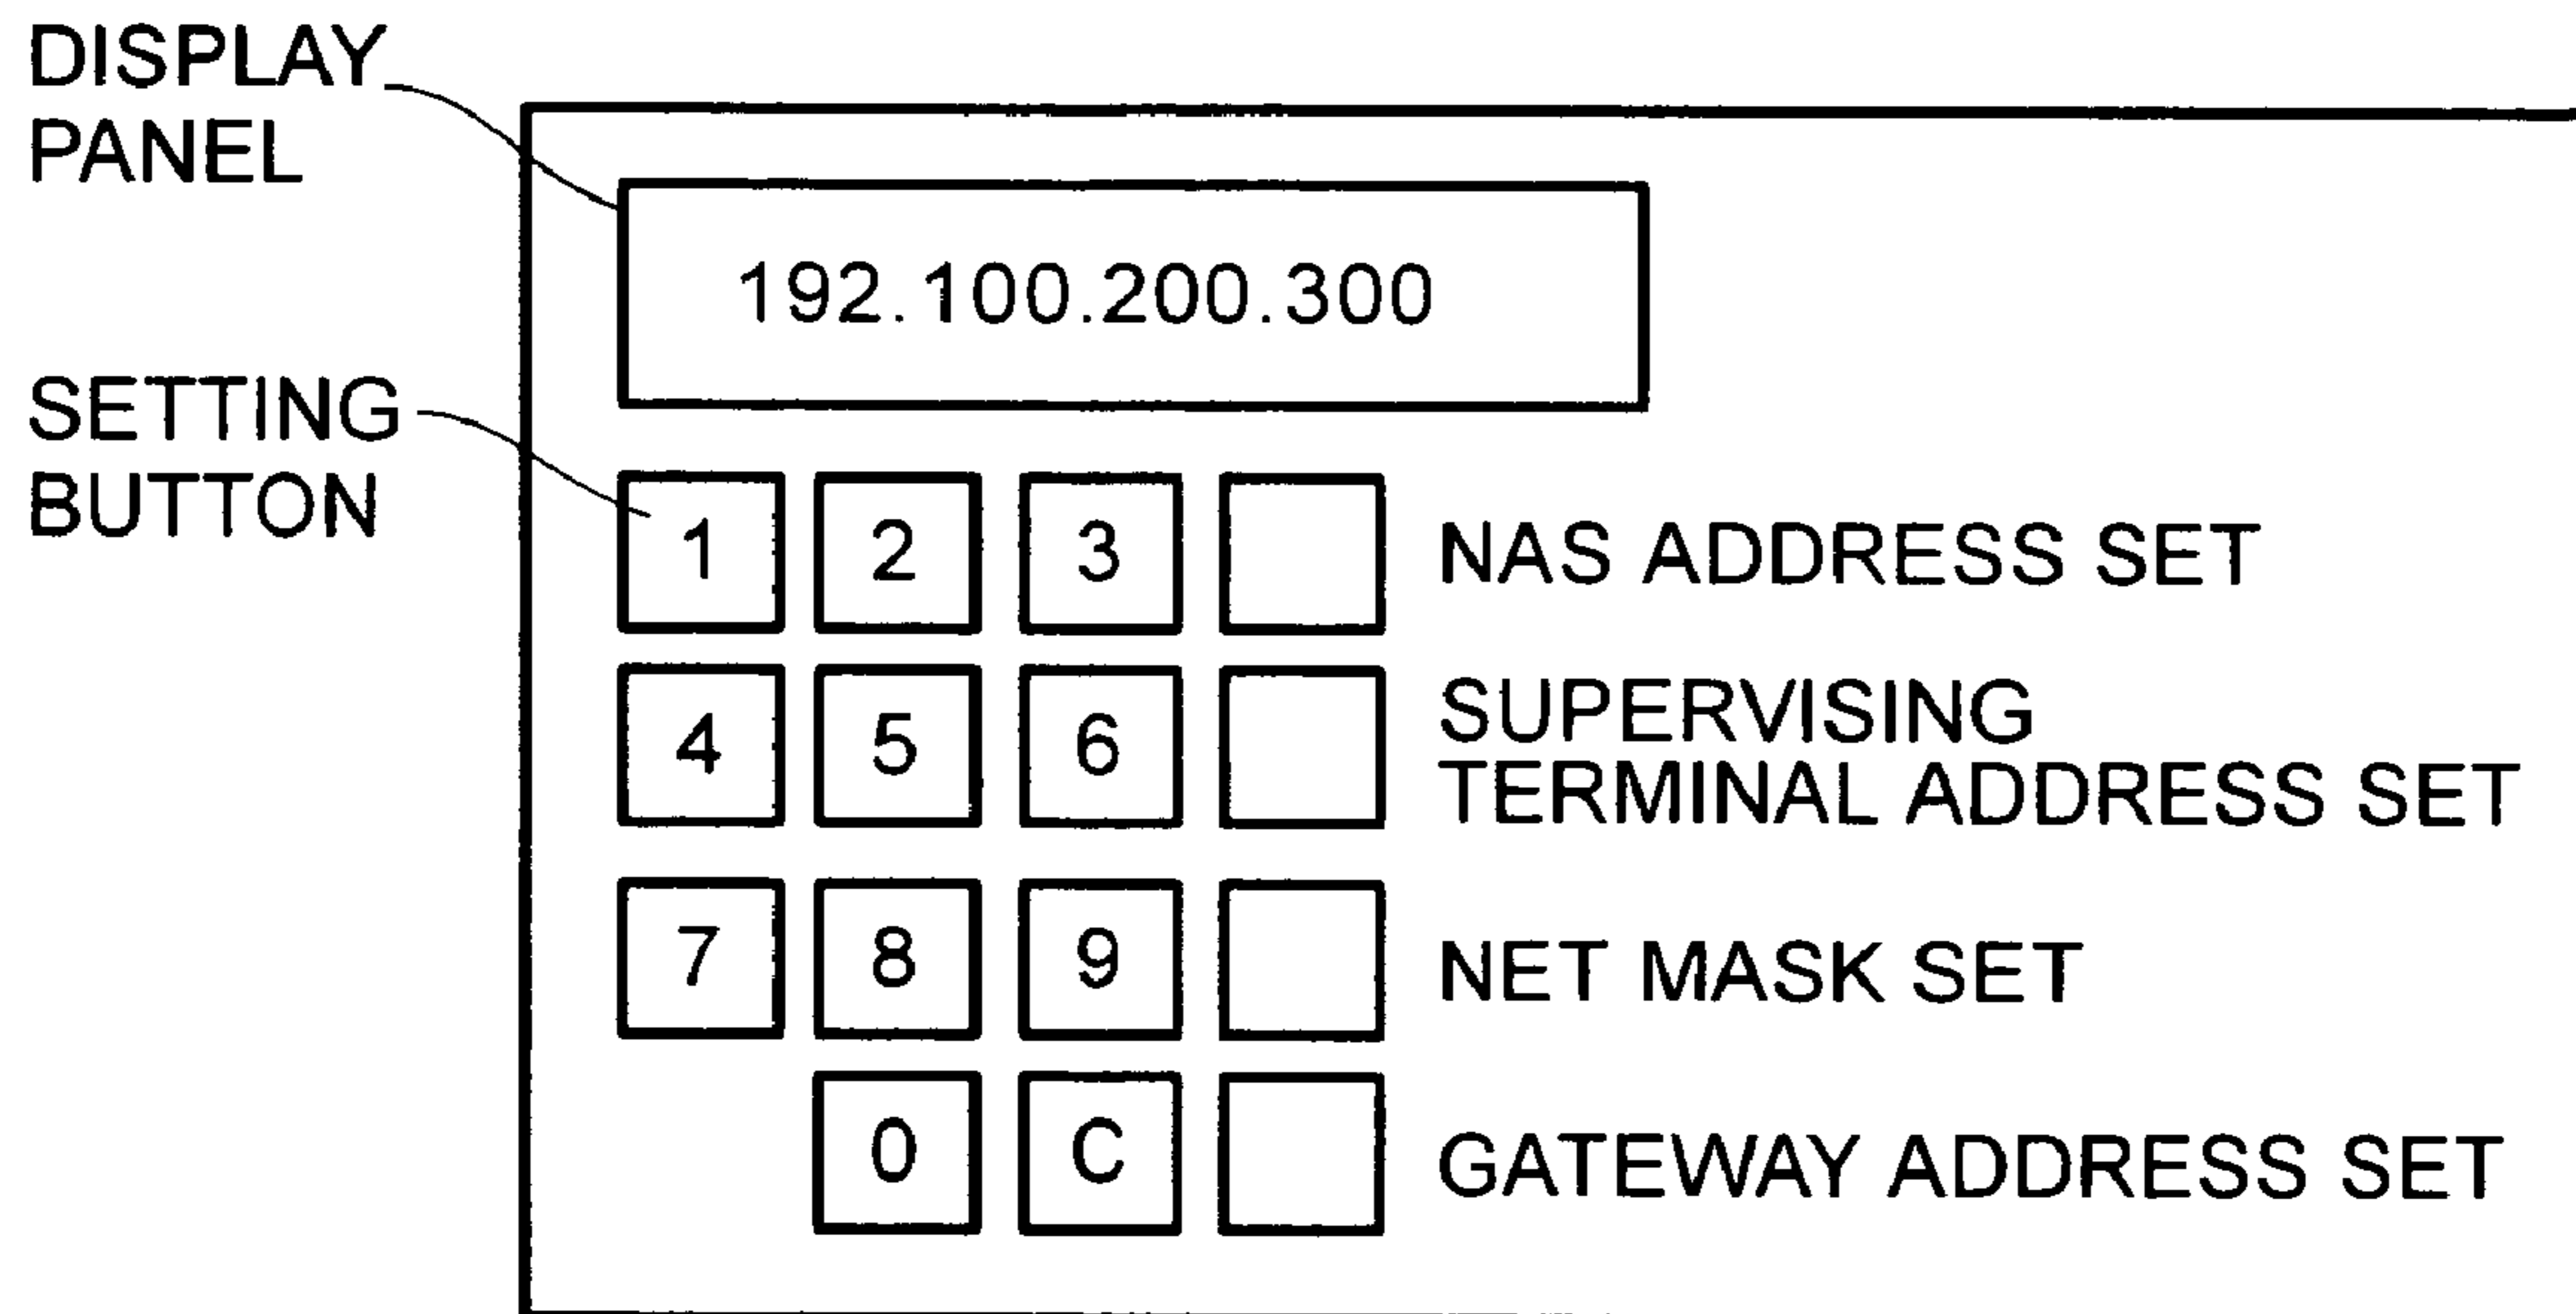 DISPLAY
PANEL
192.100.200.300
SETTING
BUTTON
1 2 3 NAS ADDRESS SET
4 5 6 SUPERVISING
TERMINAL ADDRESS SET
7 8 9 NET MASK SET
0 C GATEWAY ADDRESS SET